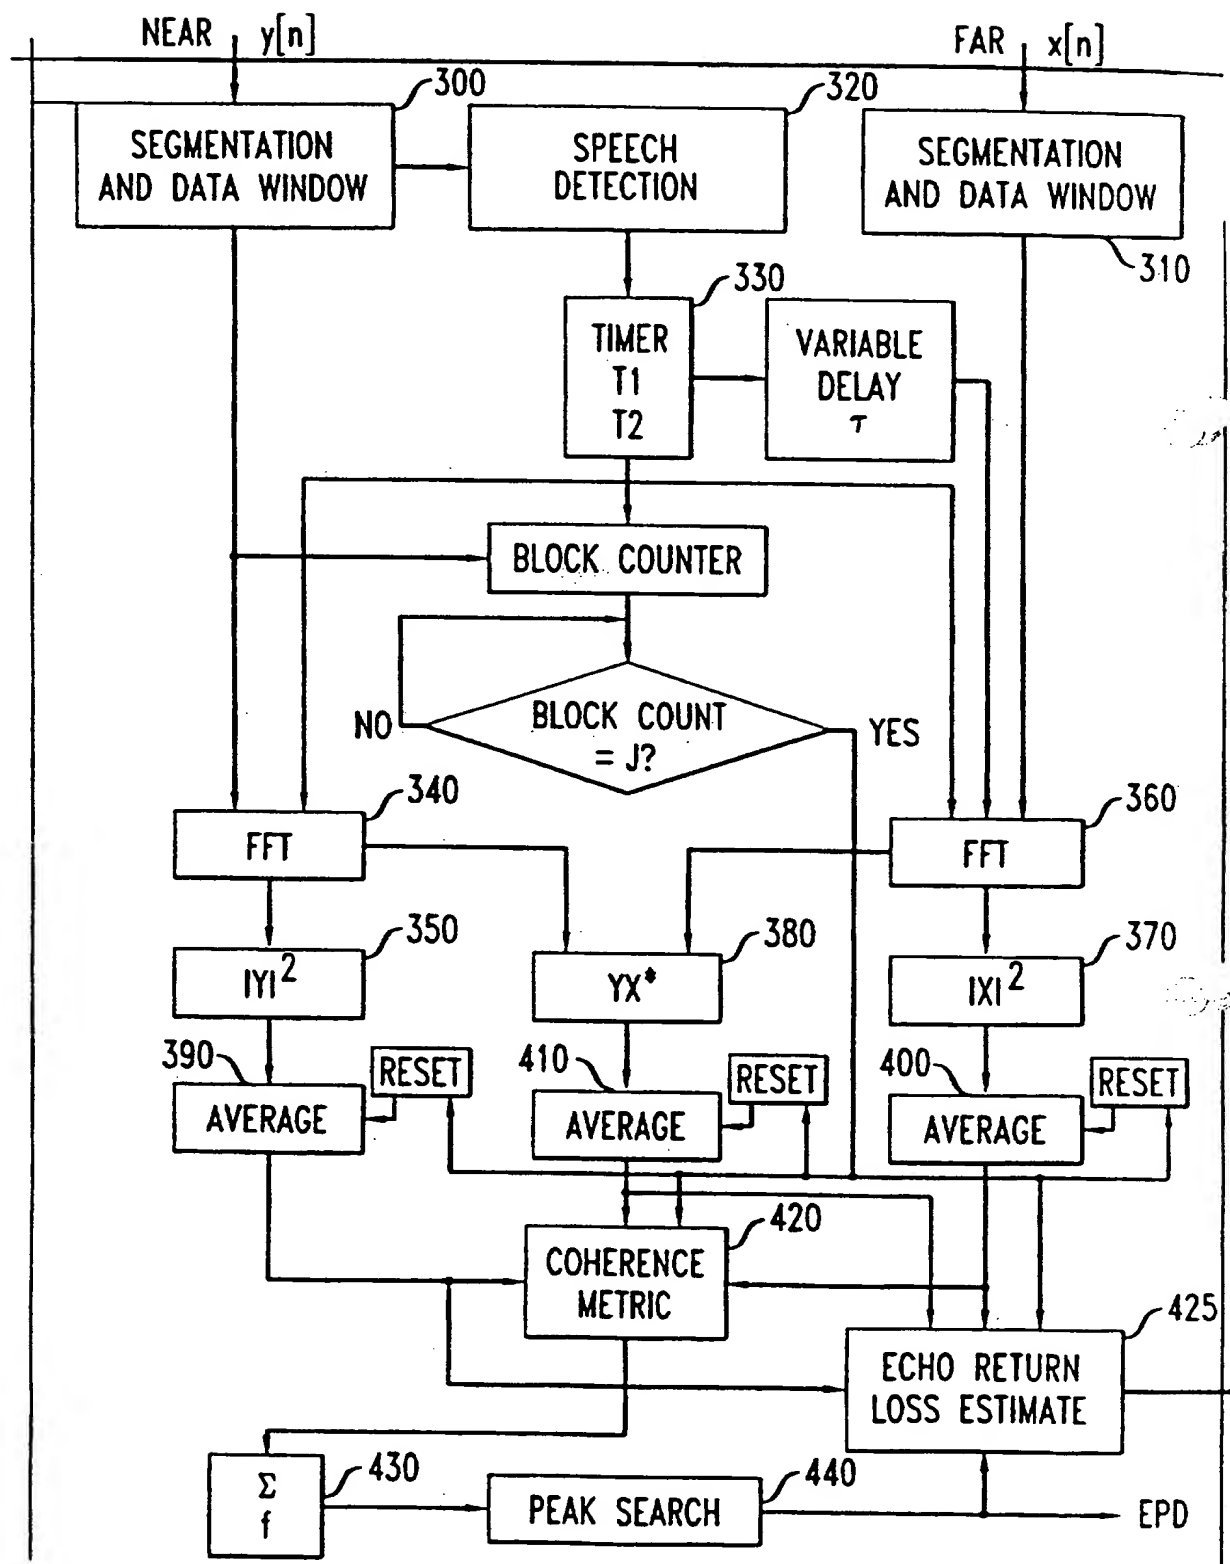 NEAR y[n]
FAR x[n]
300
320
SEGMENTATION
AND DATA WINDOW
SPEECH
DETECTION
SEGMENTATION
AND DATA WINDOW
310
330
TIMER
T1
T2
VARIABLE
DELAY
τ
BLOCK COUNTER
BLOCK COUNT
= J?
NO
YES
340
FFT
360
FFT
350
|Y|²
380
YX*
370
|X|²
390
AVERAGE
RESET
410
AVERAGE
RESET
400
AVERAGE
RESET
420
COHERENCE
METRIC
425
ECHO RETURN
LOSS ESTIMATE
430
Σ
f
440
PEAK SEARCH
EPD